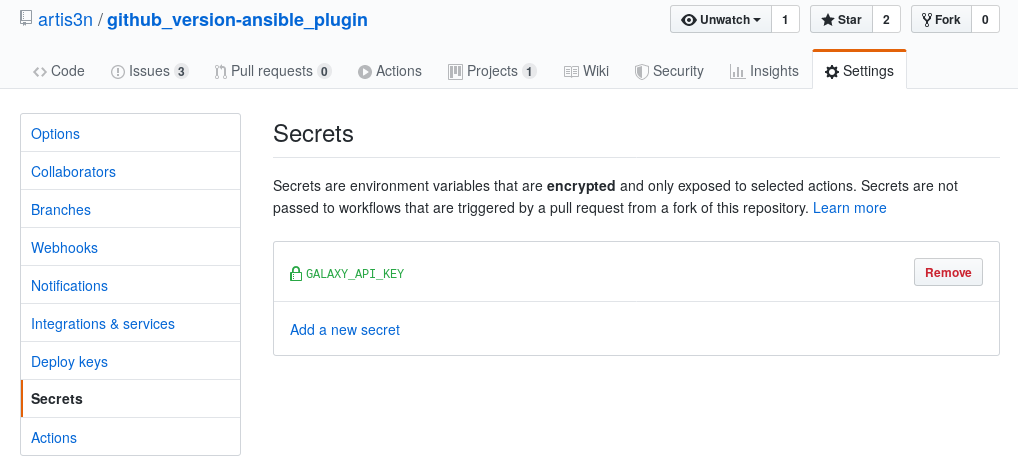 artis3n / github_version-ansible_plugin
Unwatch 1 Star 2 Fork 0
Code Issues 3 Pull requests 0 Actions Projects 1 Wiki Security Insights Settings
Options
Collaborators
Branches
Webhooks
Notifications
Integrations & services
Deploy keys
Secrets
Actions
Secrets
Secrets are environment variables that are encrypted and only exposed to selected actions. Secrets are not
passed to workflows that are triggered by a pull request from a fork of this repository. Learn more
GALAXY_API_KEY Remove
Add a new secret